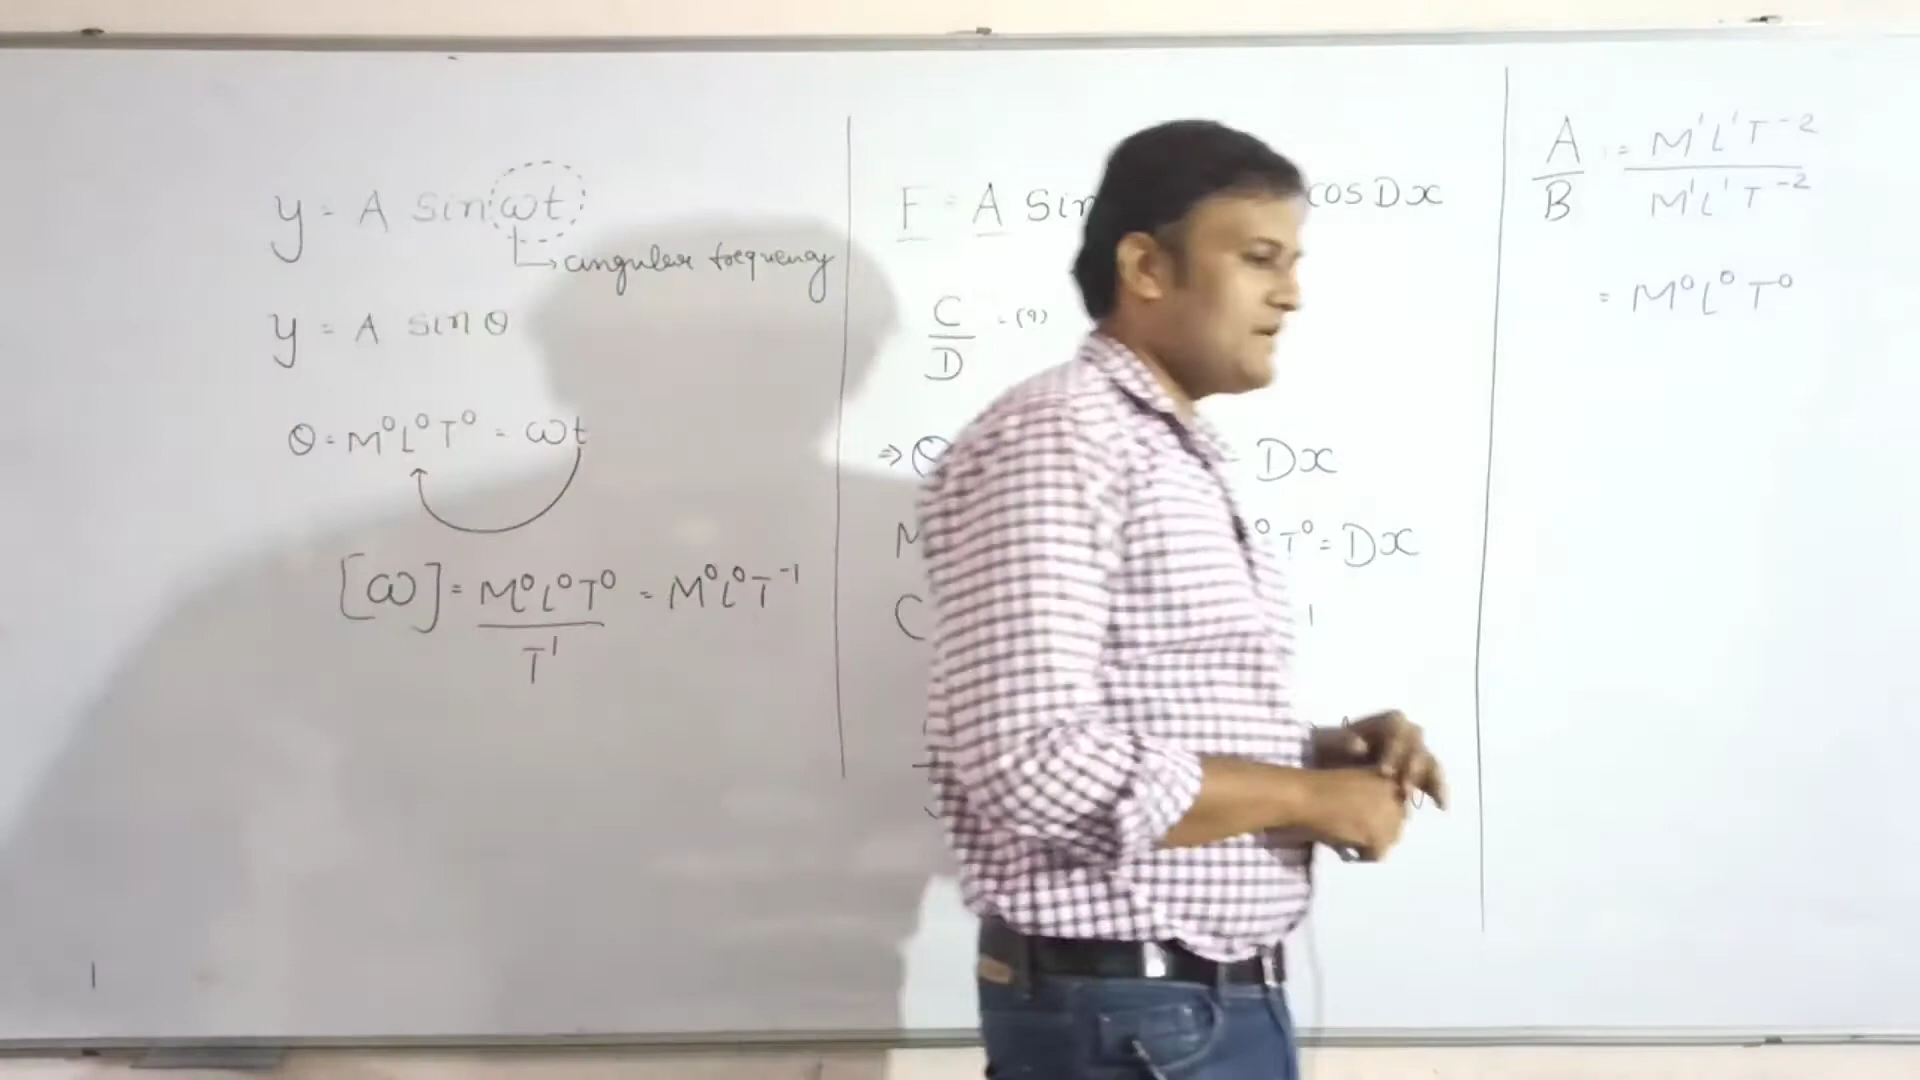 y = A sin ωt
→ angular frequency
y = A sin θ
θ = M⁰L⁰T⁰ = ωt
[ω] = M⁰L⁰T⁰ / T¹ = M⁰L⁰T⁻¹
F = A Sin cos Dx
C / D = (?)
⇒ = Dx
M ⁰T⁰ = Dx
C
A / B = M¹L¹T⁻² / M¹L¹T⁻²
= M⁰L⁰T⁰